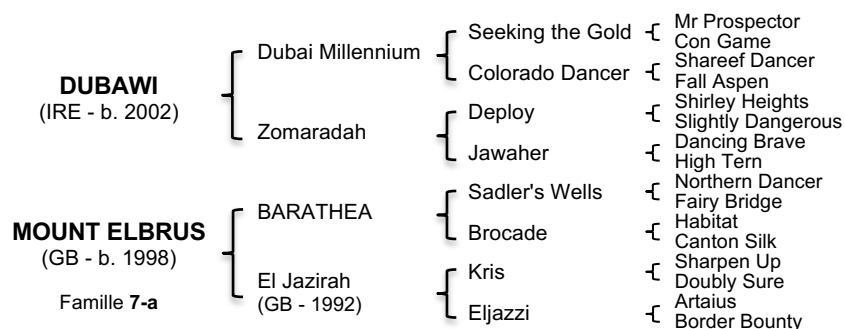 DUBAWI
(IRE - b. 2002)
Dubai Millennium
Zomaradah
Seeking the Gold
Colorado Dancer
Deploy
Jawaher
Mr Prospector
Con Game
Shareef Dancer
Fall Aspen
Shirley Heights
Slightly Dangerous
Dancing Brave
High Tern
MOUNT ELBRUS
(GB - b. 1998)
Famille 7-a
BARATHEA
El Jazirah
(GB - 1992)
Sadler's Wells
Brocade
Kris
Eljazzi
Northern Dancer
Fairy Bridge
Habitat
Canton Silk
Sharpen Up
Doubly Sure
Artaius
Border Bounty